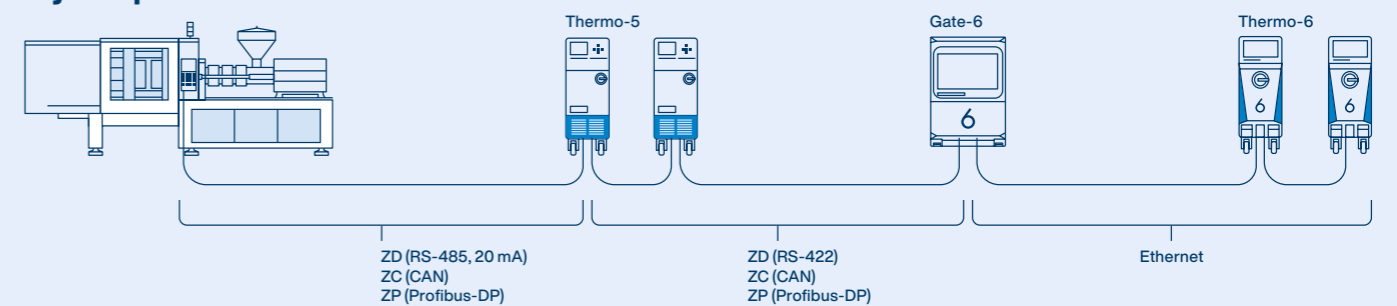 Thermo-5
Gate-6
Thermo-6
6
6
6
ZD (RS-485, 20 mA)
ZC (CAN)
ZP (Profibus-DP)
ZD (RS-422)
ZC (CAN)
ZP (Profibus-DP)
Ethernet